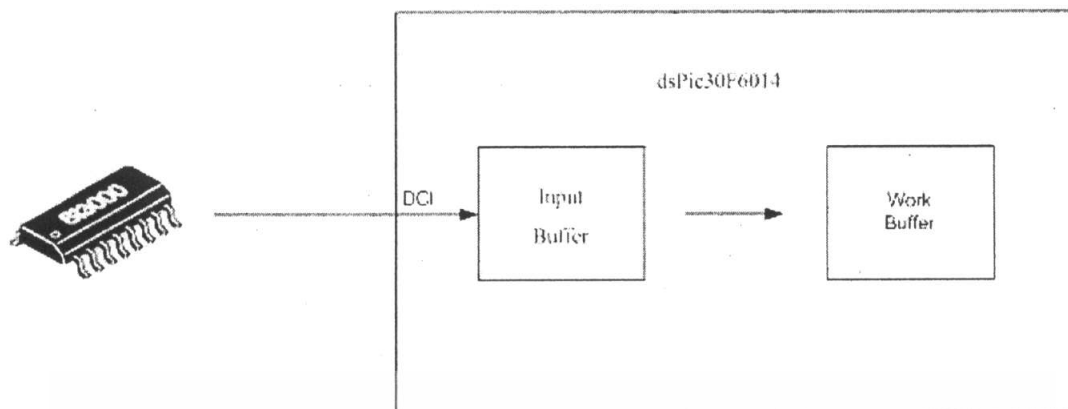 dsPic30F6014
DCI
Input
Buffer
Work
Buffer